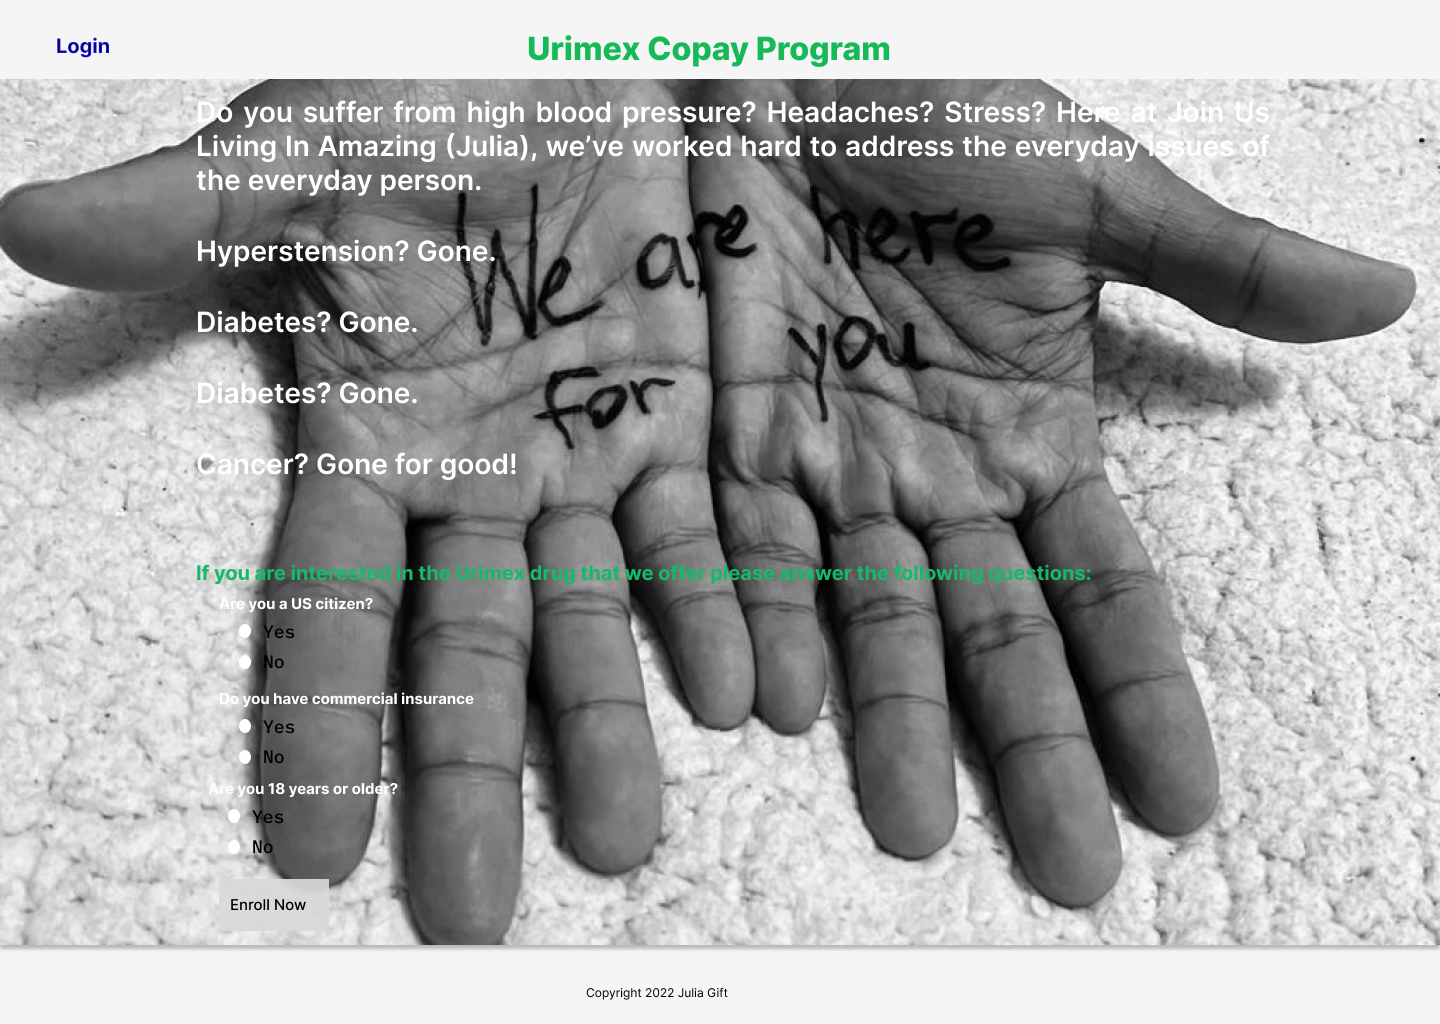 Login
Urimex Copay Program
Do you suffer from high blood pressure? Headaches? Stress? Here at Join Us
Living In Amazing (Julia), we’ve worked hard to address the everyday issues of
the everyday person.
We are here
Hyperstension? Gone.
Diabetes? Gone.
you
for
Diabetes? Gone.
Cancer? Gone for good!
If you are interested in the Urimex drug that we offer please answer the following questions:
Are you a US citizen?
Yes
No
Do you have commercial insurance
Yes
No
Are you 18 years or older?
Yes
No
Enroll Now
Copyright 2022 Julia Gift